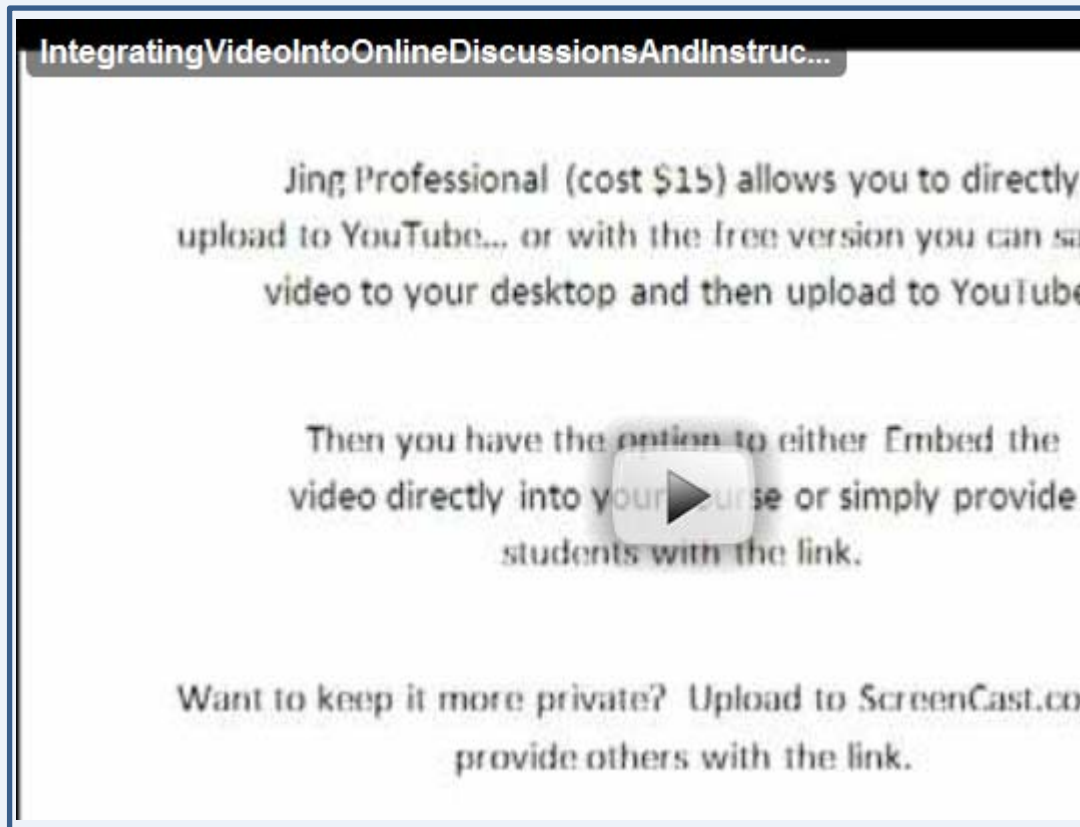 IntegratingVideoIntoOnlineDiscussionsAndInstruc...
Jing Professional (cost $15) allows you to directly
upload to YouTube... or with the free version you can sa
video to your desktop and then upload to YouTube
Then you have the option to either Embed the
video directly into your course or simply provide
students with the link.
Want to keep it more private? Upload to ScreenCast.co
provide others with the link.